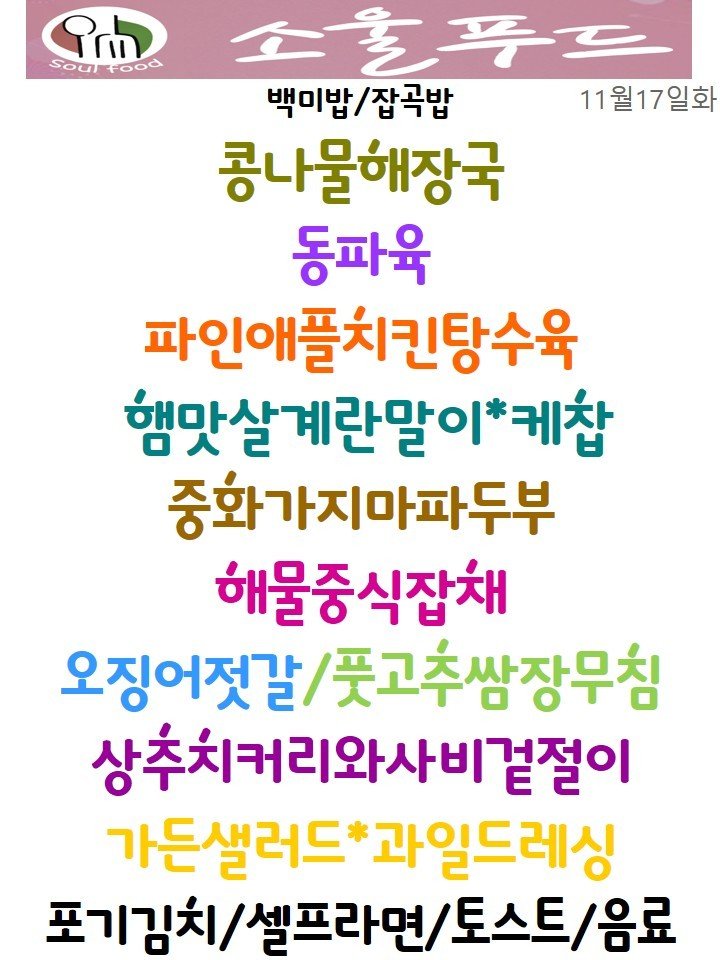 Soul food
소울푸드
백미밥/잡곡밥
11월17일화
콩나물해장국
동파육
파인애플치킨탕수육
햄맛살계란말이*케찹
중화가지마파두부
해물중식잡채
오징어젓갈/풋고추쌈장무침
상추치커리와사비겉절이
가든샐러드*과일드레싱
포기김치/셀프라면/토스트/음료